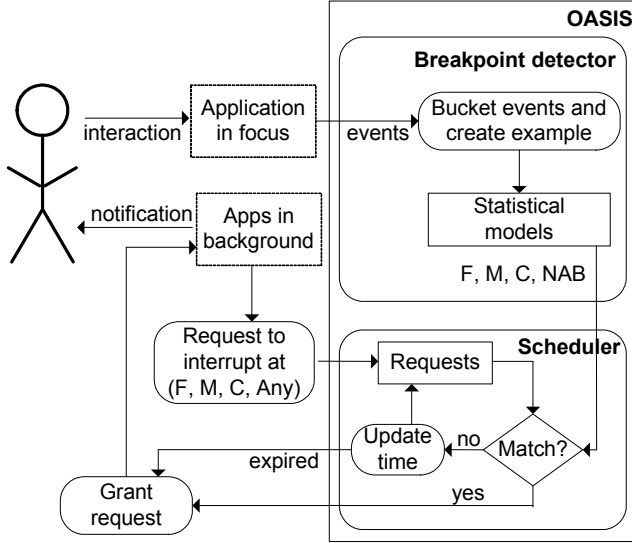 OASIS
Breakpoint detector
Application
in focus
interaction
events
Bucket events and
create example
notification
Apps in
background
Statistical
models
F, M, C, NAB
Request to
interrupt at
(F, M, C, Any)
Scheduler
Requests
Update
time
no
Match?
expired
yes
Grant
request